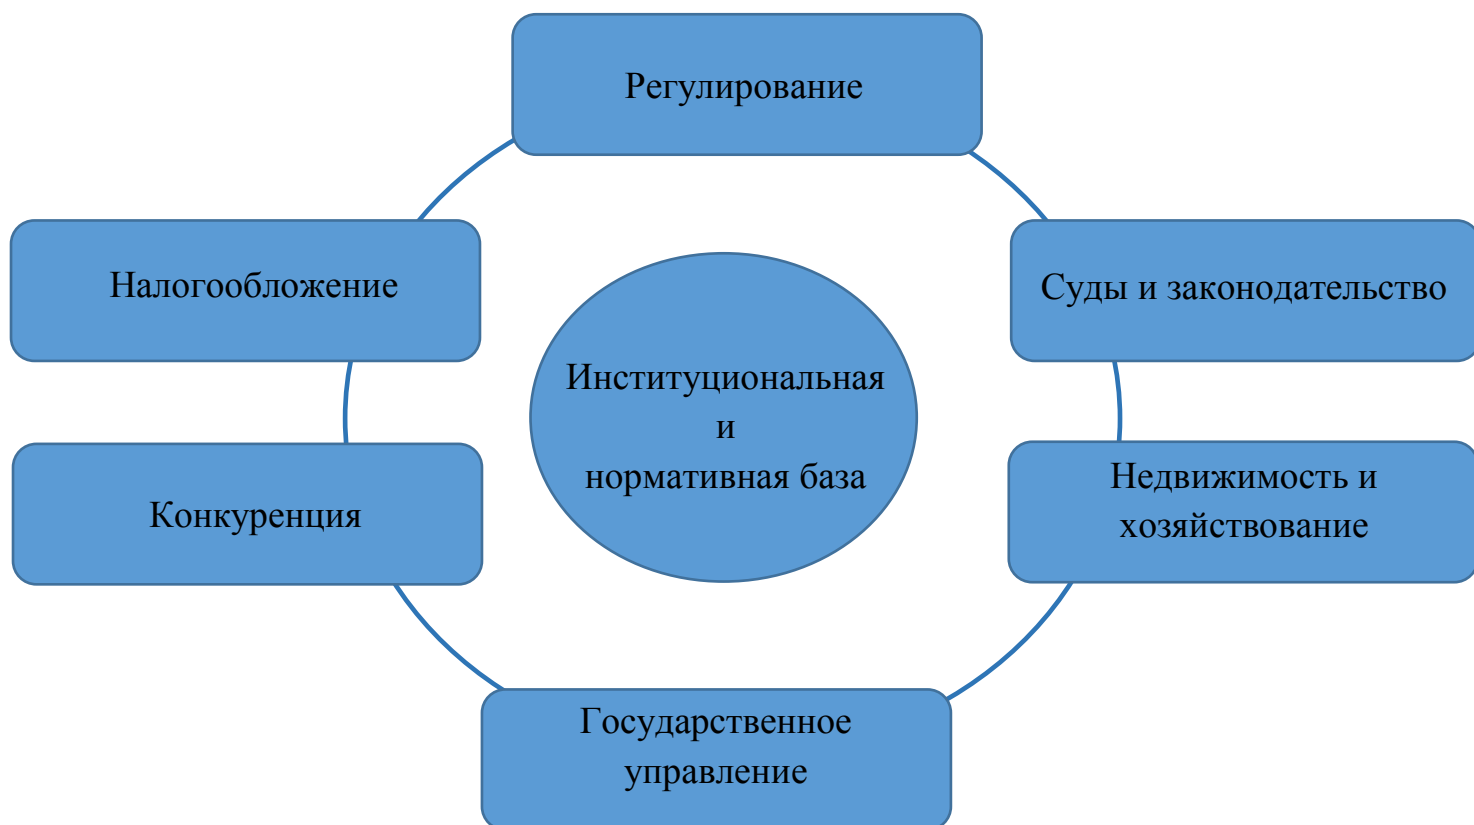 Регулирование
Налогообложение
Суды и законодательство
Институциональная
и
нормативная база
Конкуренция
Недвижимость и
хозяйствование
Государственное
управление